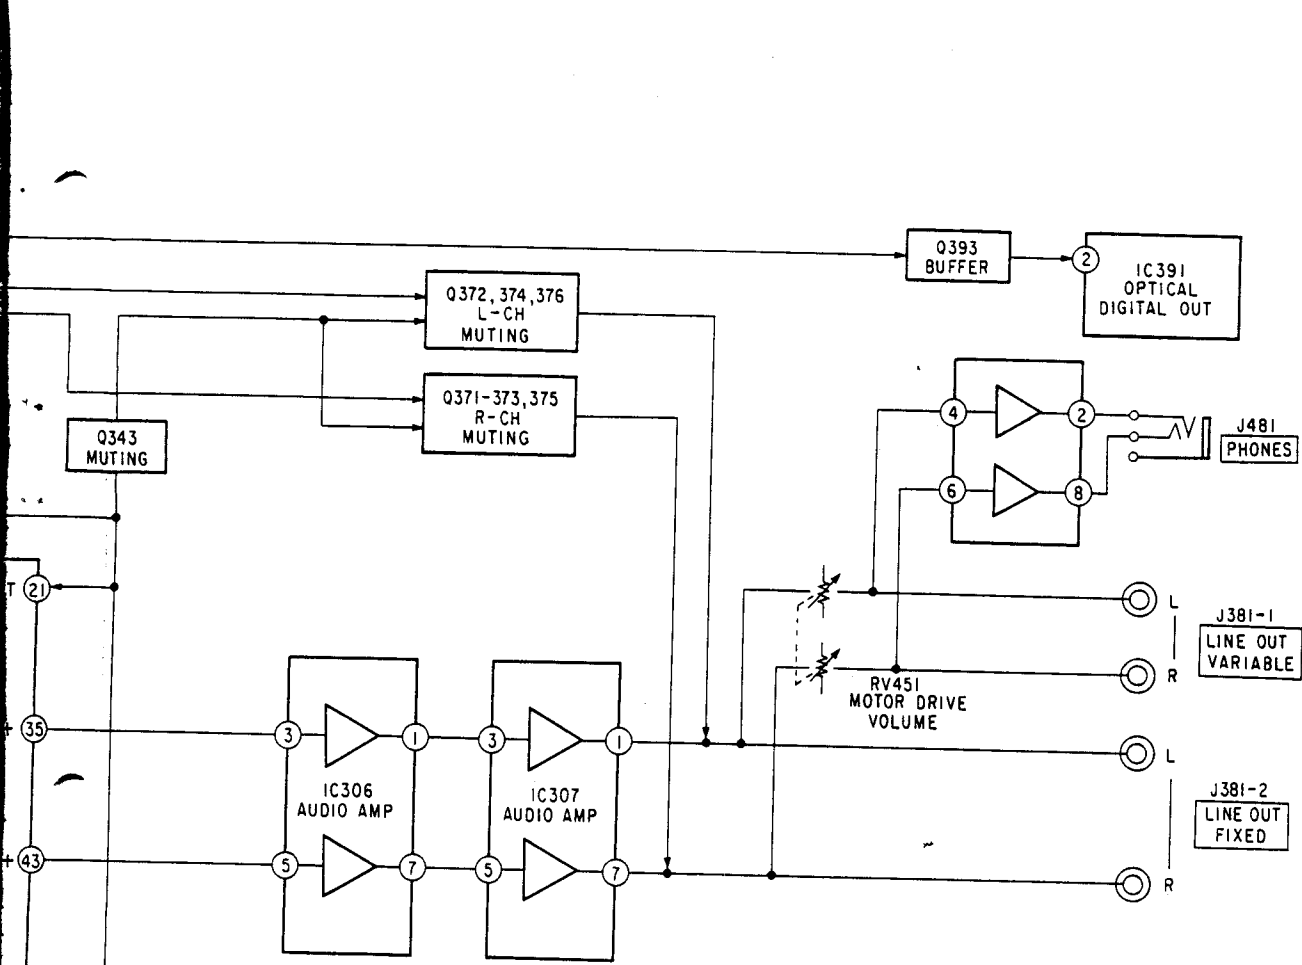 Q393
BUFFER
2
IC391
OPTICAL
DIGITAL OUT
Q372, 374, 376
L-CH
MUTING
Q371-373, 375
R-CH
MUTING
Q343
MUTING
4
2
6
8
J481
PHONES
T
21
L
R
J381-1
LINE OUT
VARIABLE
RV451
MOTOR DRIVE
VOLUME
+
35
3
1
3
1
L
IC306
AUDIO AMP
IC307
AUDIO AMP
J381-2
LINE OUT
FIXED
+
43
5
7
5
7
R